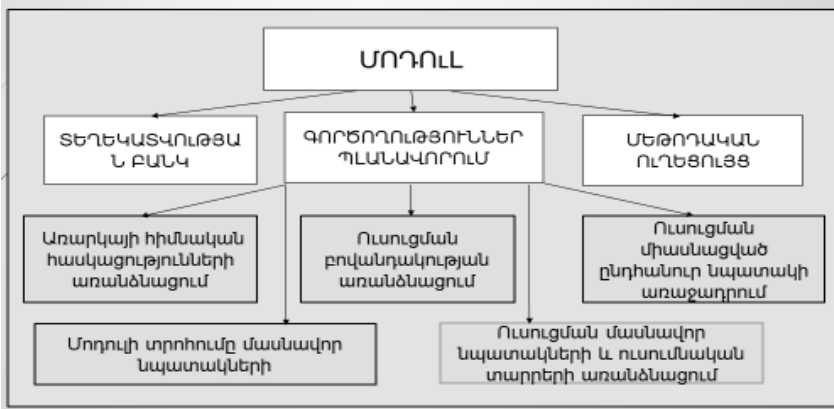 ՄՈԴՈւԼ
ՏԵՂԵԿԱՏՎՈւԹՅԱ
Ն ԲԱՆԿ
ԳՈՐԾՈՂՈւԹՅՈՒՆՆԵՐ
ՊԼԱՆԱՎՈՐՈւՄ
ՄԵԹՈԴԱԿԱՆ
ՈւՂԵՑՈւՅՑ
Առարկայի հիմնական
հասկացությունների
առանձնացում
Ուսուցման
բովանդակության
առանձնացում
Ուսուցման
միասնացված
ընդհանուր նպատակի
առաջադրում
Մոդուլի տրոհումը մասնավոր
նպատակների
Ուսուցման մասնավոր
նպատակների և ուսումնական
տարրերի առանձնացում